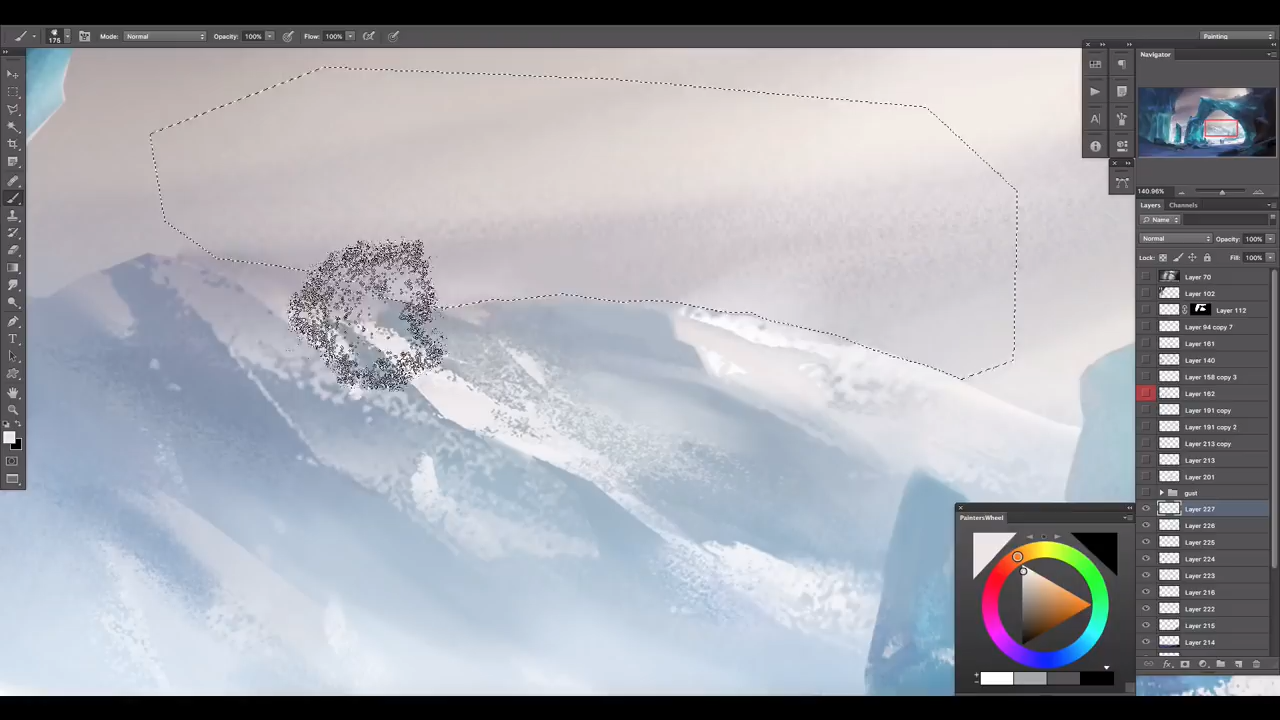 175
Mode: Normal
Opacity: 100%
Flow: 100%
Painting
Navigator
140.96%
Layers
Channels
Name
Normal
Opacity: 100%
Lock:
Fill: 100%
Layer 70
Layer 102
Layer 112
Layer 94 copy 7
Layer 161
Layer 140
Layer 158 copy 3
Layer 162
Layer 191 copy
Layer 191 copy 2
Layer 213 copy
Layer 213
Layer 201
gust
Layer 227
Layer 226
Layer 225
Layer 224
Layer 223
Layer 216
Layer 222
Layer 215
Layer 214
PaintersWheel